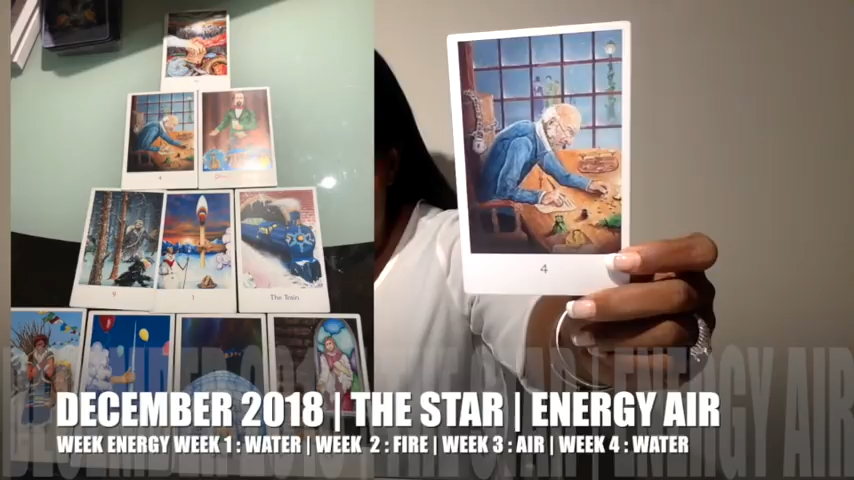 4
9
1
The Train
4
DECEMBER 2018 | THE STAR | ENERGY AIR
WEEK ENERGY WEEK 1 : WATER | WEEK 2 : FIRE | WEEK 3 : AIR | WEEK 4 : WATER